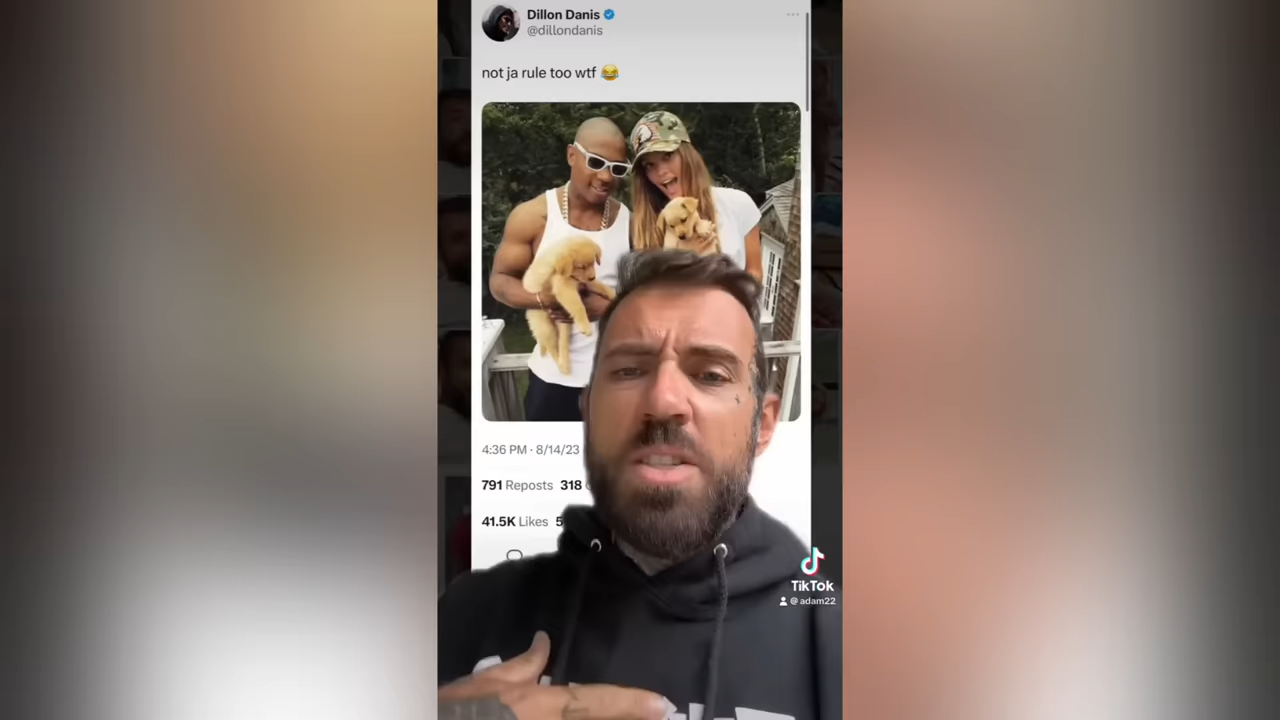 Dillon Danis
@dillondanis
not ja rule too wtf 😂
4:36 PM · 8/14/23
791 Reposts 318
41.5K Likes 5
TikTok
@adam22